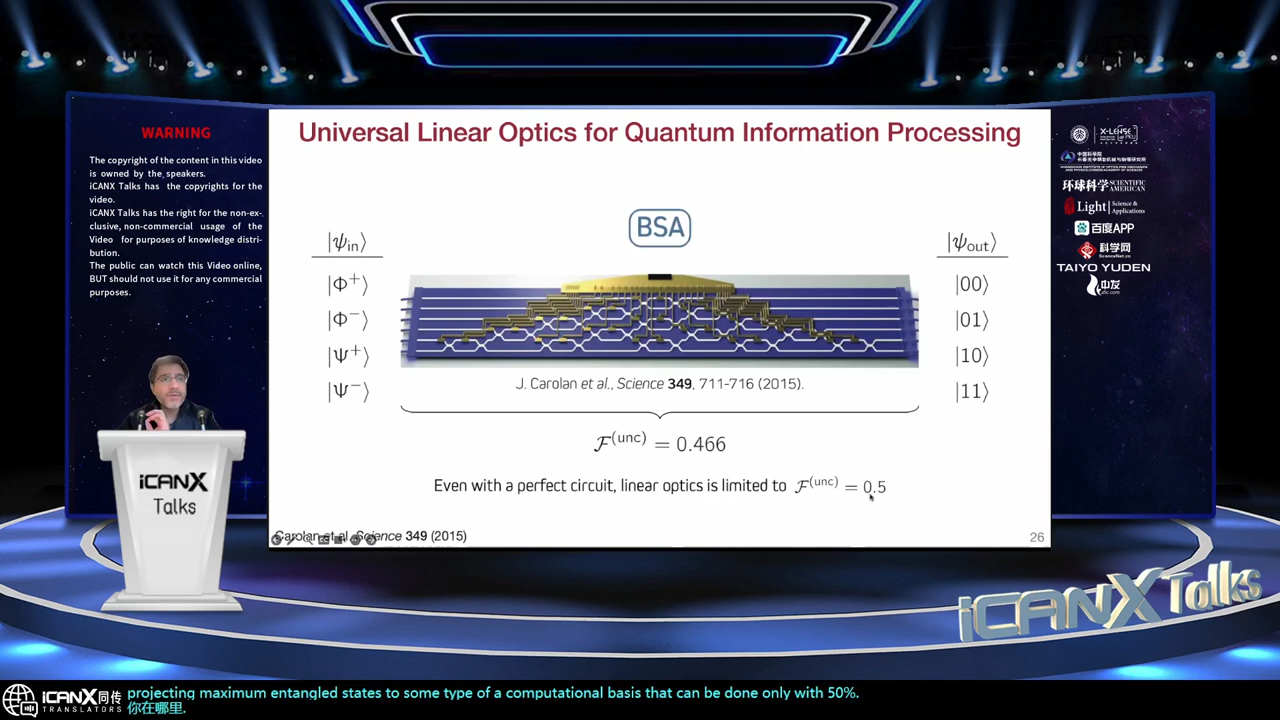 WARNING
The copyright of the content in this video
is owned by the speakers.
iCANX Talks has the copyrights for the
video.
iCANX Talks has the right for the non-ex-
clusive, non-commercial usage of the
Video for purposes of knowledge distri-
bution.
The public can watch this Video online,
BUT should not use it for any commercial
purposes.
Universal Linear Optics for Quantum Information Processing
BSA
|ψin⟩
|Φ⁺⟩
|Φ⁻⟩
|Ψ⁺⟩
|Ψ⁻⟩
|ψout⟩
|00⟩
|01⟩
|10⟩
|11⟩
J. Carolan et al., Science 349, 711-716 (2015).
ℱ(unc) = 0.466
Even with a perfect circuit, linear optics is limited to ℱ(unc) = 0.5
Carolan et al. Science 349 (2015)
26
X-LENSE
环球科学 SCIENTIFIC AMERICAN
Light Science & Applications
百度APP
科学网
ScienceNet.cn
TAIYO YUDEN
中友
iCANX
Talks
iCANX Talks
iCANX同传
TRANSLATORS
projecting maximum entangled states to some type of a computational basis that can be done only with 50%.
你在哪里.